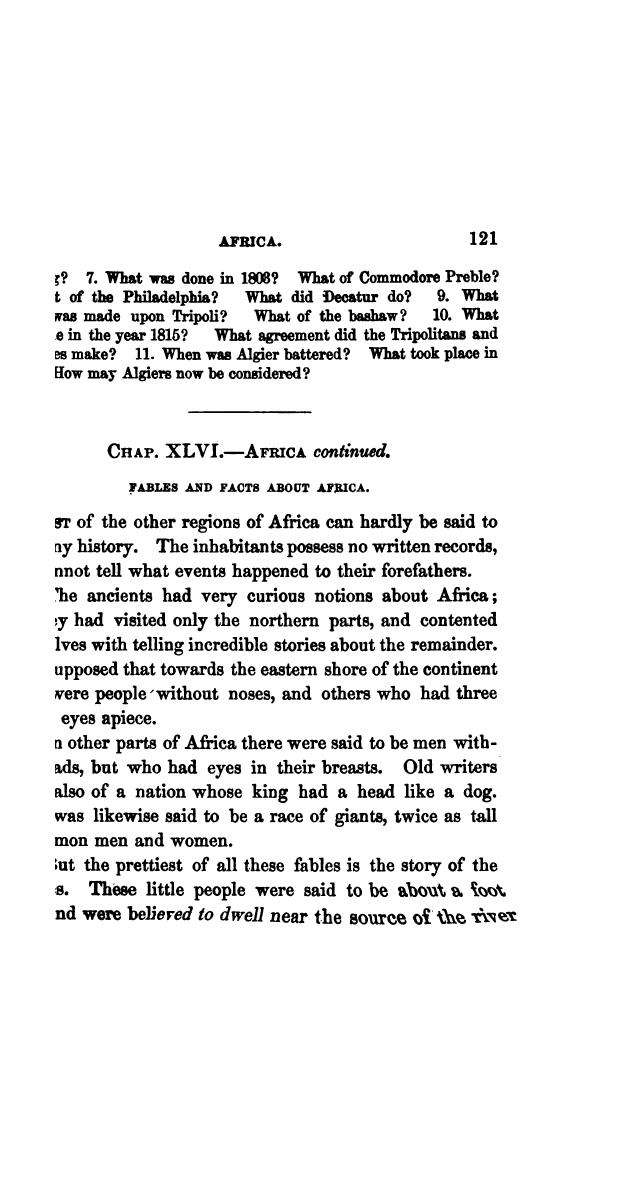 AFRICA. 121
? 7. What was done in 1803? What of Commodore Preble?
t of the Philadelphia? What did Decatur do? 9. What
was made upon Tripoli? What of the bashaw? 10. What
e in the year 1815? What agreement did the Tripolitans and
es make? 11. When was Algier battered? What took place in
How may Algiers now be considered?
CHAP. XLVI.—AFRICA continued.
FABLES AND FACTS ABOUT AFRICA.
ST of the other regions of Africa can hardly be said to
ny history. The inhabitants possess no written records,
nnot tell what events happened to their forefathers.
he ancients had very curious notions about Africa;
y had visited only the northern parts, and contented
lves with telling incredible stories about the remainder.
upposed that towards the eastern shore of the continent
were people without noses, and others who had three
eyes apiece.
n other parts of Africa there were said to be men with-
ads, but who had eyes in their breasts. Old writers
also of a nation whose king had a head like a dog.
was likewise said to be a race of giants, twice as tall
mon men and women.
ut the prettiest of all these fables is the story of the
s. These little people were said to be about a foot
nd were believed to dwell near the source of the river